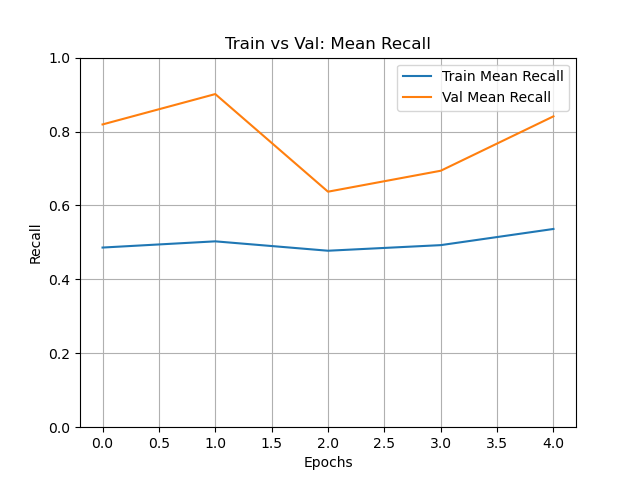 Train vs Val: Mean Recall
Train Mean Recall
Val Mean Recall
1.0
0.8
0.6
0.4
0.2
0.0
Recall
0.0 0.5 1.0 1.5 2.0 2.5 3.0 3.5 4.0
Epochs